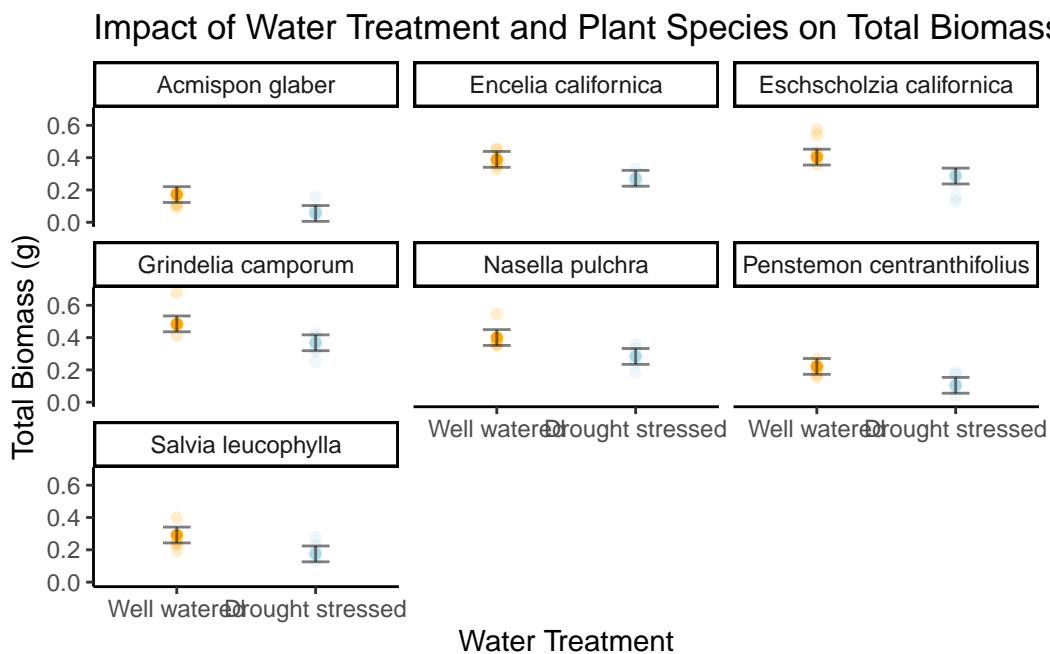 Impact of Water Treatment and Plant Species on Total Biomass
Acmispon glaber
Encelia californica
Eschscholzia californica
0.6
0.4
0.2
0.0
Grindelia camporum
Nasella pulchra
Penstemon centranthifolius
0.6
0.4
0.2
0.0
Well watered
Drought stressed
Well watered
Drought stressed
Salvia leucophylla
0.6
0.4
0.2
0.0
Well watered
Drought stressed
Total Biomass (g)
Water Treatment